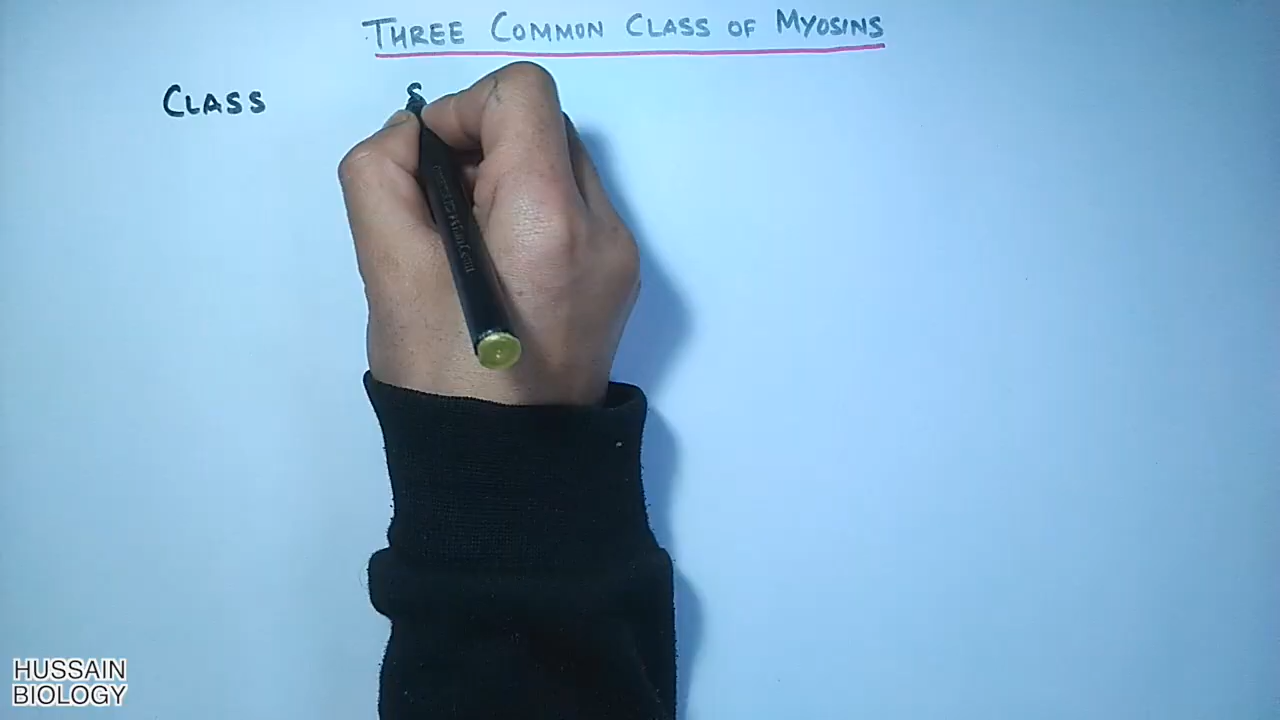 THREE COMMON CLASS OF MYOSINS
CLASS S
HUSSAIN
BIOLOGY